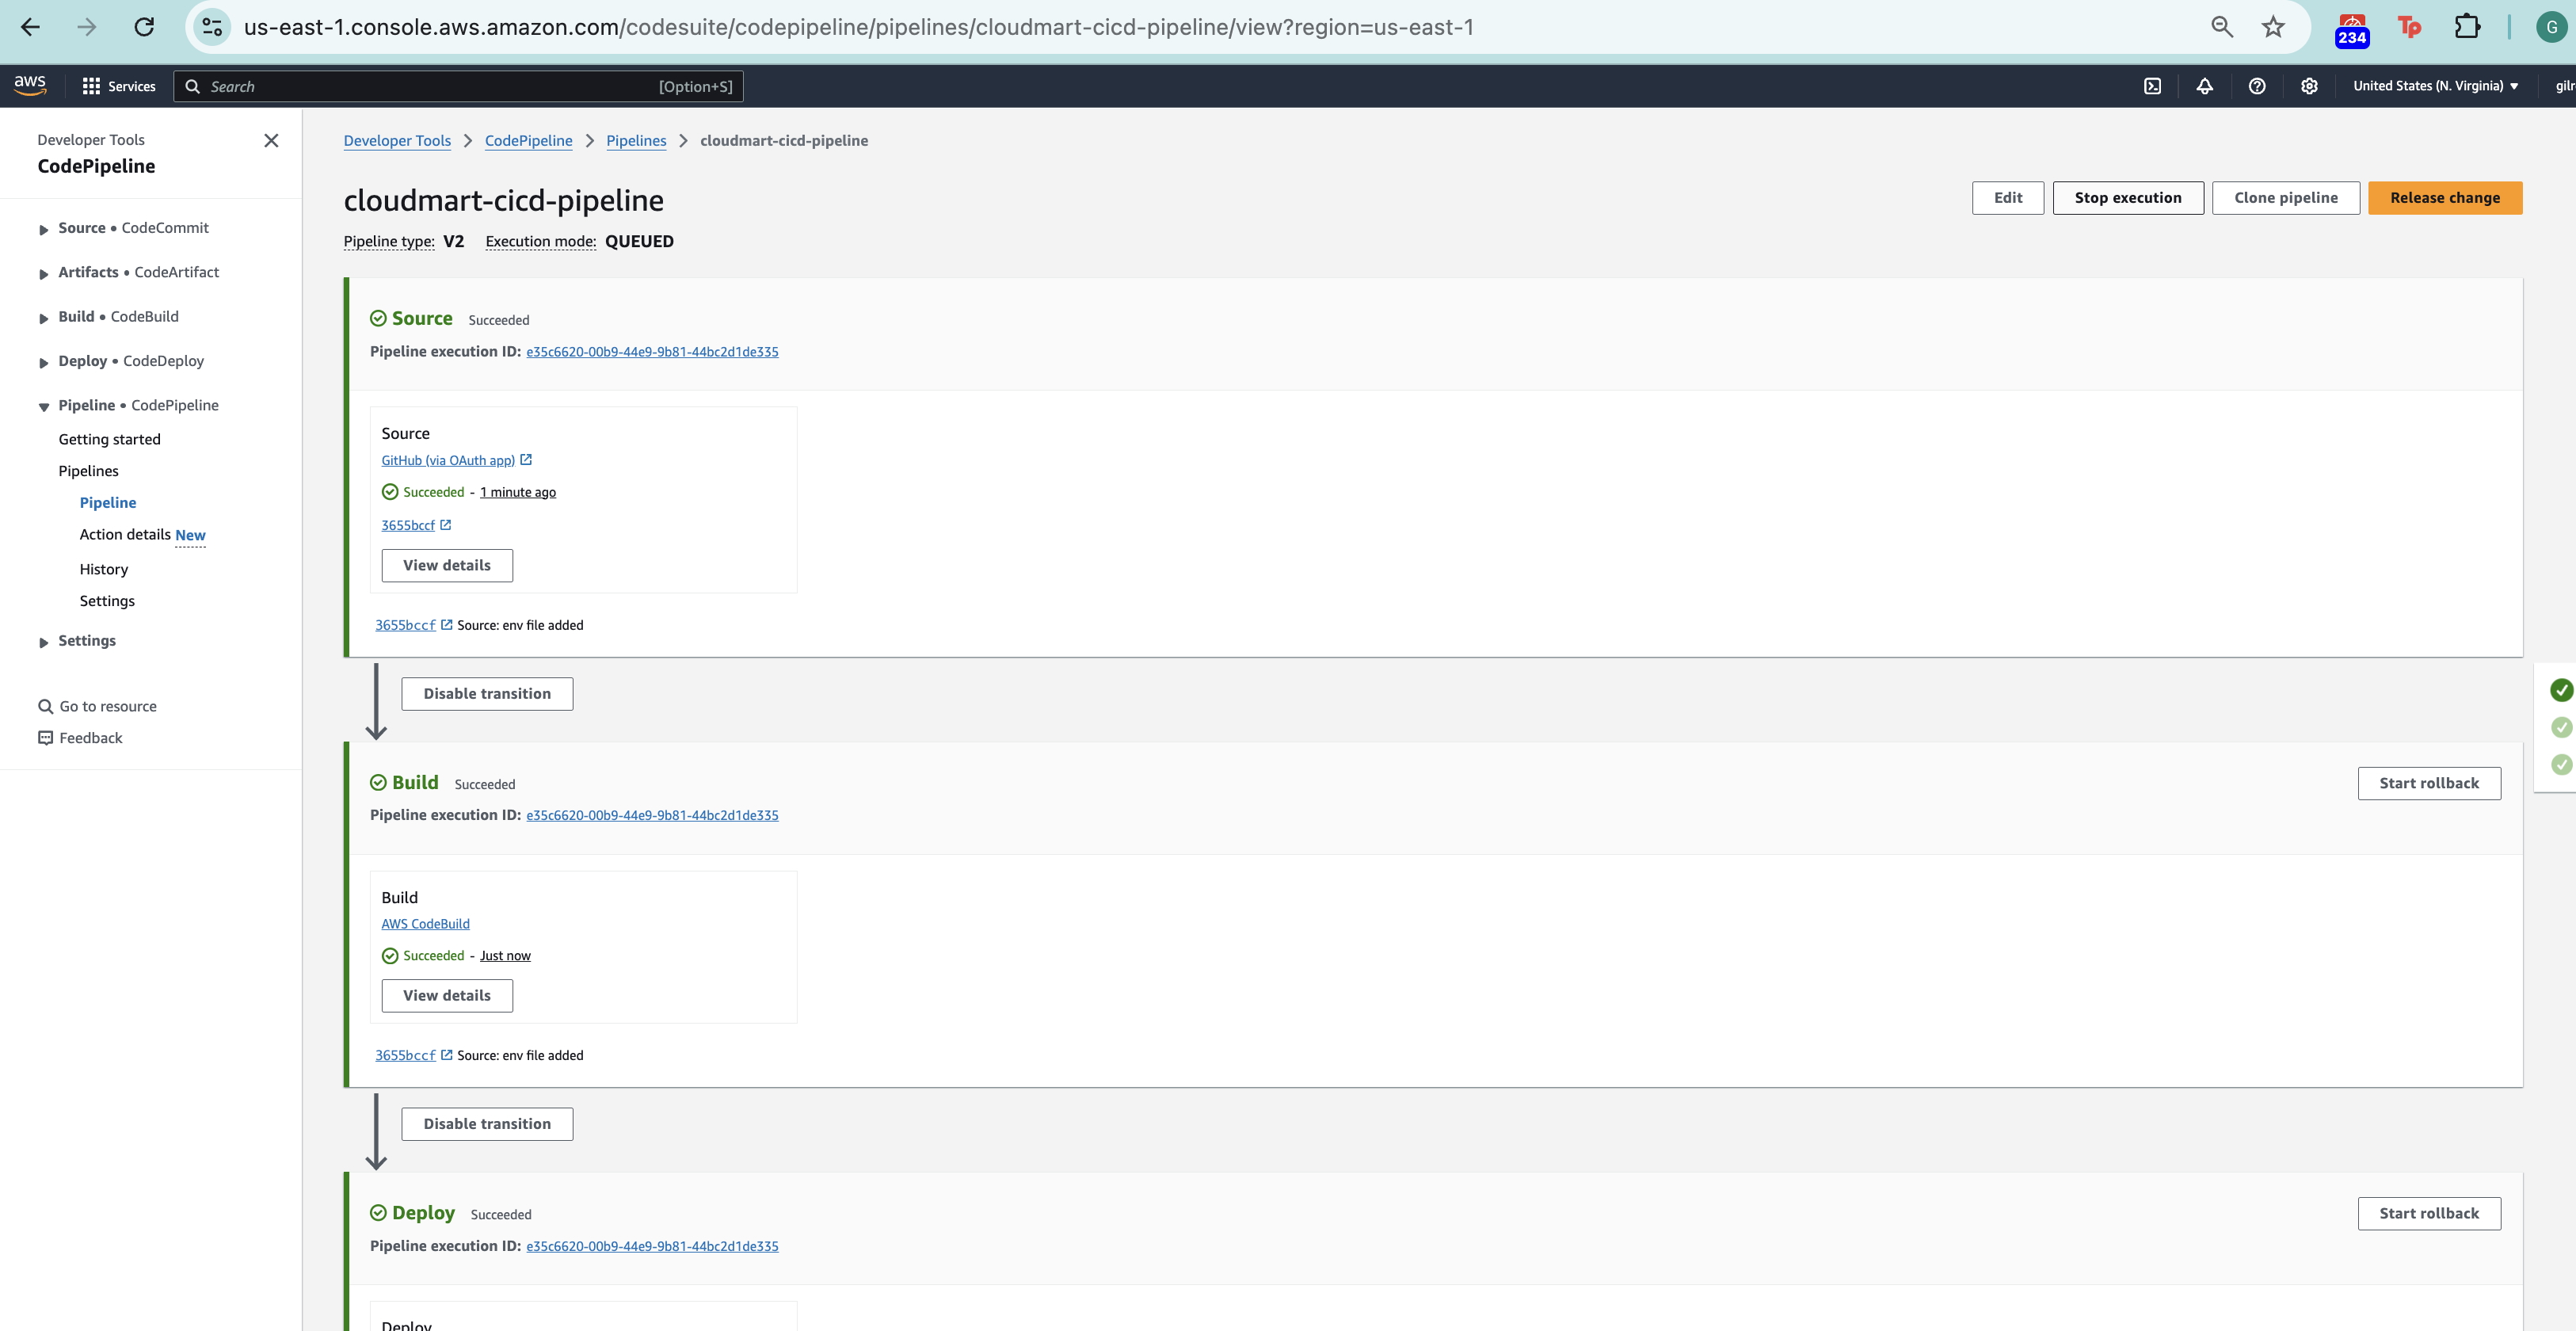 us-east-1.console.aws.amazon.com/codesuite/codepipeline/pipelines/cloudmart-cicd-pipeline/view?region=us-east-1
234
Tp
G
aws
Services
Search
[Option+S]
United States (N. Virginia)
Developer Tools
CodePipeline
Source • CodeCommit
Artifacts • CodeArtifact
Build • CodeBuild
Deploy • CodeDeploy
Pipeline • CodePipeline
Getting started
Pipelines
Pipeline
Action details New
History
Settings
Settings
Go to resource
Feedback
Developer Tools
CodePipeline
Pipelines
cloudmart-cicd-pipeline
cloudmart-cicd-pipeline
Edit
Stop execution
Clone pipeline
Release change
Pipeline type: V2 Execution mode: QUEUED
Source Succeeded
Pipeline execution ID: e35c6620-00b9-44e9-9b81-44bc2d1de335
Source
GitHub (via OAuth app)
Succeeded - 1 minute ago
3655bccf
View details
3655bccf Source: env file added
Disable transition
Build Succeeded
Start rollback
Pipeline execution ID: e35c6620-00b9-44e9-9b81-44bc2d1de335
Build
AWS CodeBuild
Succeeded - Just now
View details
3655bccf Source: env file added
Disable transition
Deploy Succeeded
Start rollback
Pipeline execution ID: e35c6620-00b9-44e9-9b81-44bc2d1de335
Deploy